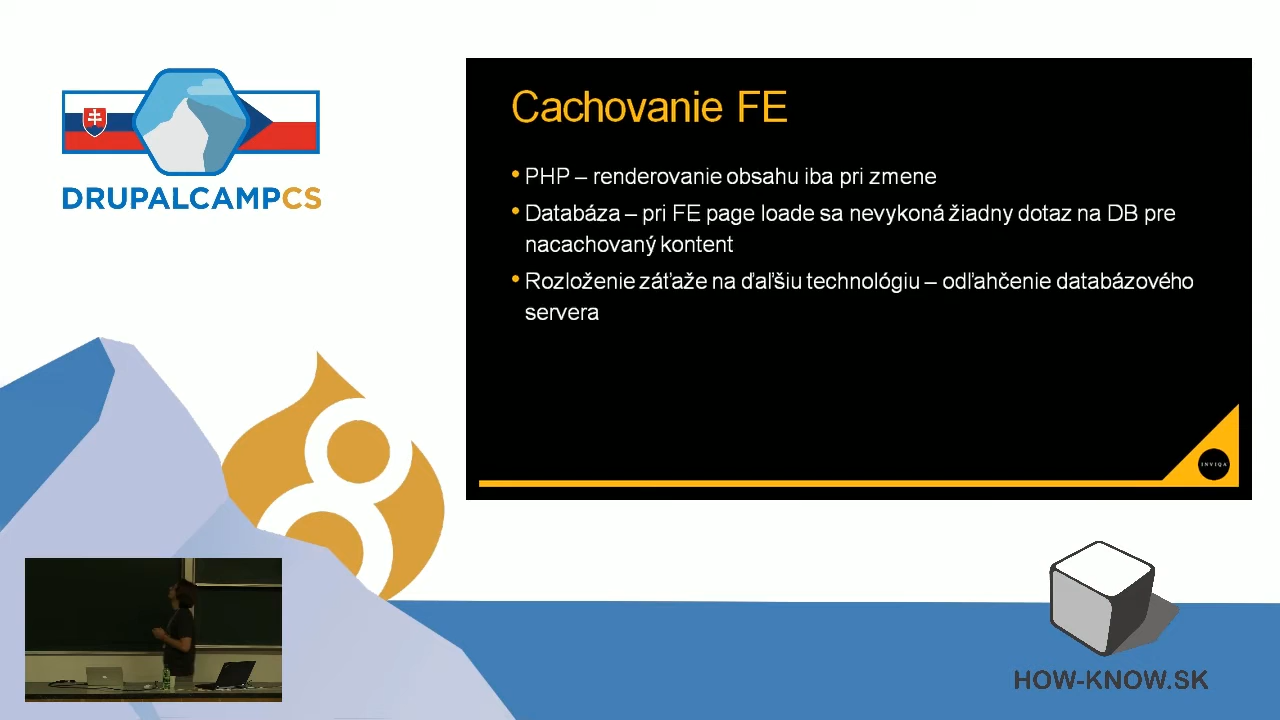 DRUPALCAMPCS
Cachovanie FE
• PHP – renderovanie obsahu iba pri zmene
• Databáza – pri FE page loade sa nevykoná žiadny dotaz na DB pre
nacachovaný kontent
• Rozloženie záťaže na ďaľšiu technológiu – odľahčenie databázového
servera
INVIQA
HOW-KNOW.SK